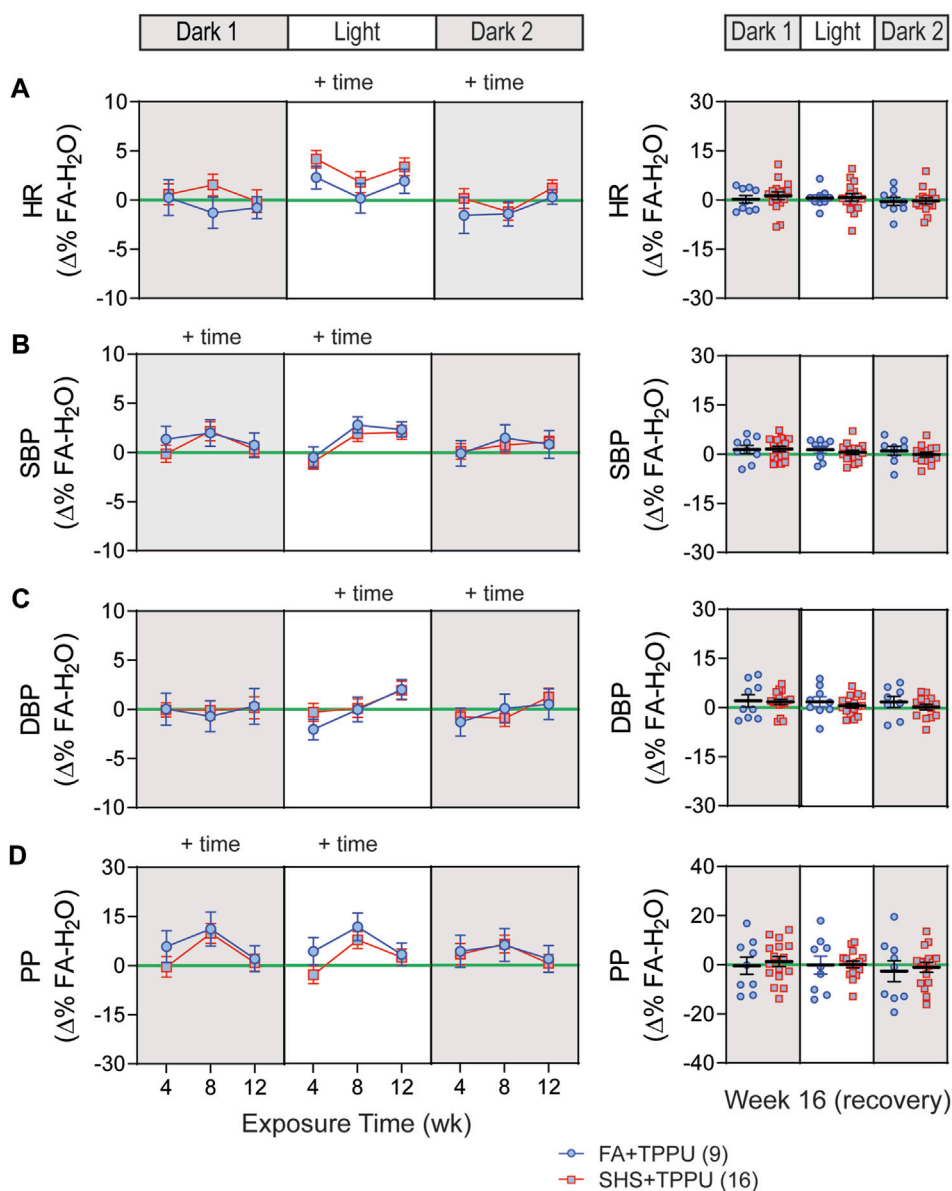 Dark 1 Light Dark 2 Dark 1 Light Dark 2
A + time + time
HR
(Δ% FA-H₂O)
10
5
0
-5
-10
HR
(Δ% FA-H₂O)
30
15
0
-15
-30
B + time + time
SBP
(Δ% FA-H₂O)
10
5
0
-5
-10
SBP
(Δ% FA-H₂O)
30
15
0
-15
-30
C + time + time
DBP
(Δ% FA-H₂O)
10
5
0
-5
-10
DBP
(Δ% FA-H₂O)
30
15
0
-15
-30
D + time + time
PP
(Δ% FA-H₂O)
30
15
0
-15
-30
PP
(Δ% FA-H₂O)
40
20
0
-20
-40
4 8 12 4 8 12 4 8 12
Exposure Time (wk)
Week 16 (recovery)
FA+TPPU (9)
SHS+TPPU (16)